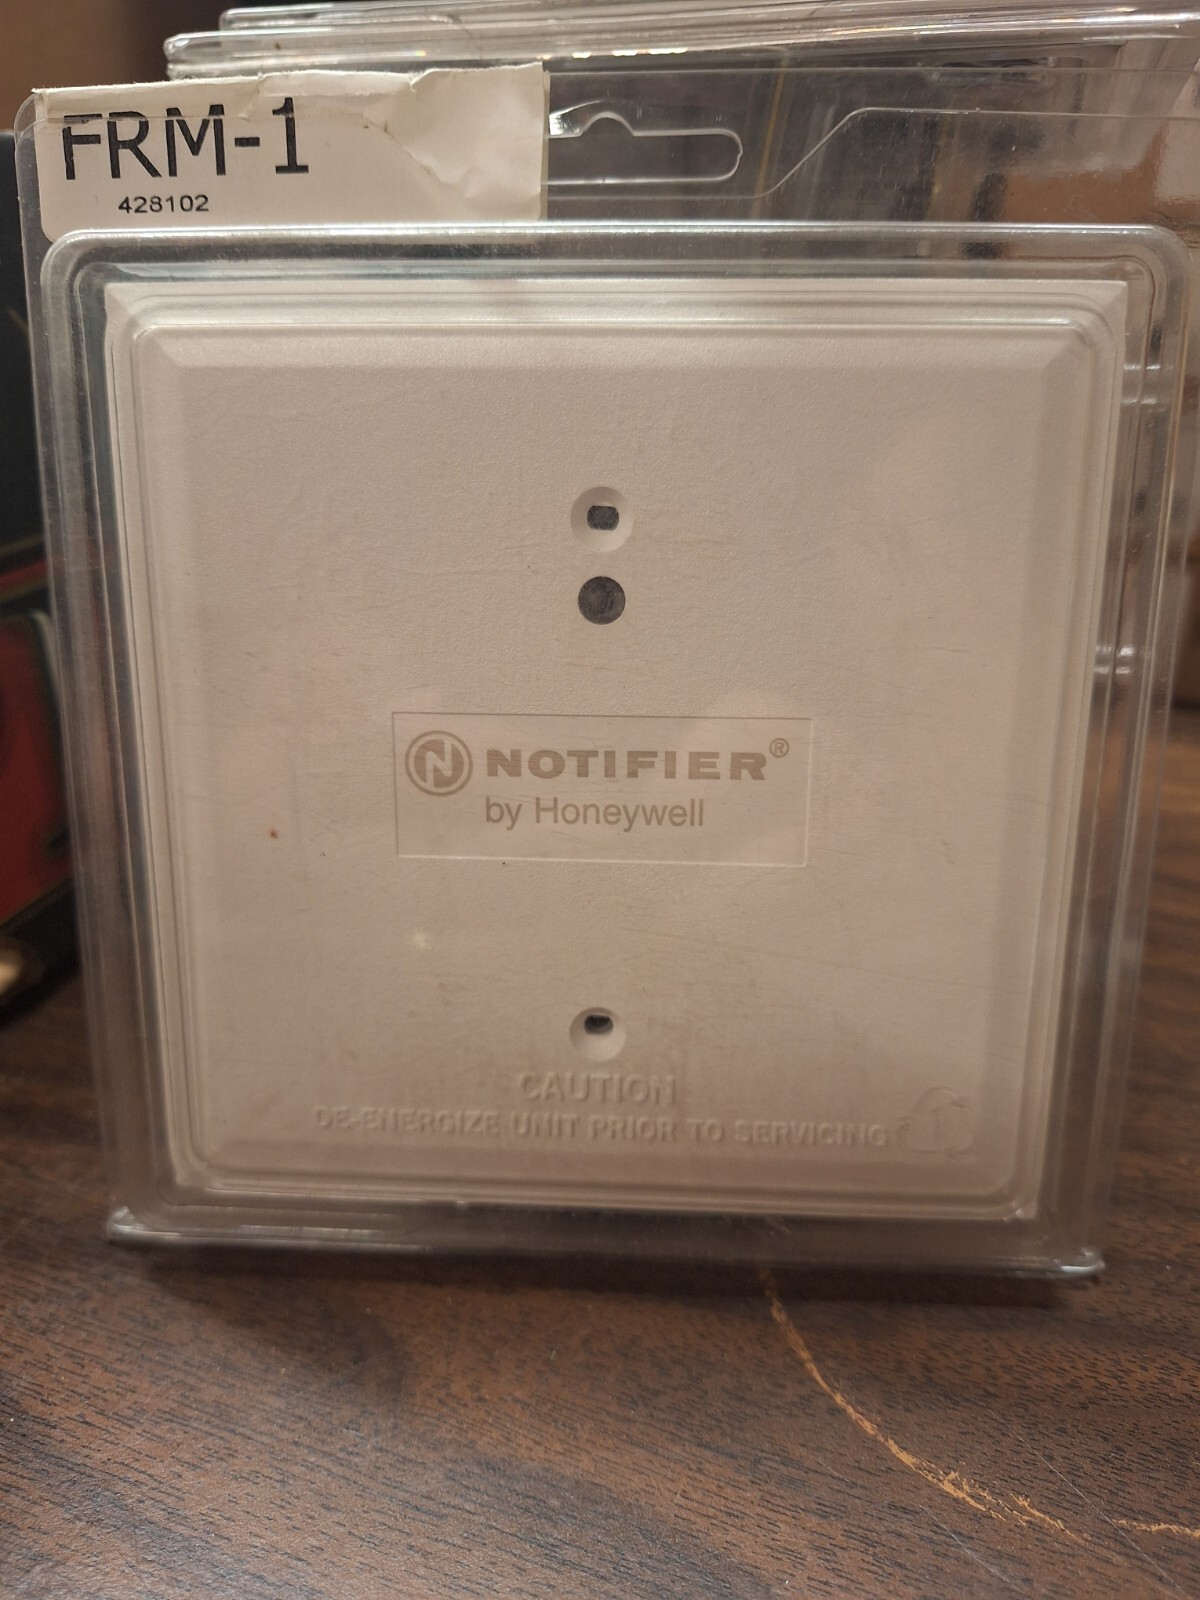 FRM-1
428102
NOTIFIER®
by Honeywell
CAUTION
DE-ENERGIZE UNIT PRIOR TO SERVICING